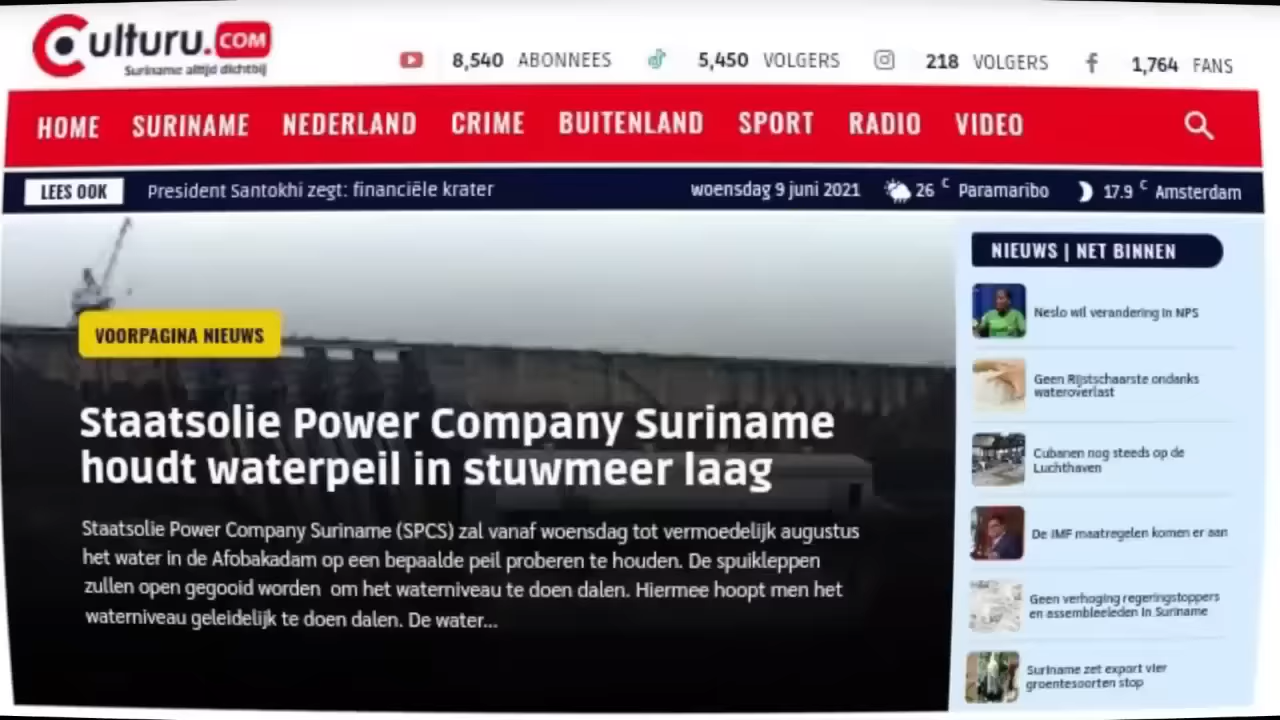 Culturu.COM
Suriname altijd dichtbij
8,540 ABONNEES
5,450 VOLGERS
218 VOLGERS
1,764 FANS
HOME SURINAME NEDERLAND CRIME BUITENLAND SPORT RADIO VIDEO
LEES OOK President Santokhi zegt: financiële krater woensdag 9 juni 2021 26 C Paramaribo 17.9 C Amsterdam
VOORPAGINA NIEUWS
Staatsolie Power Company Suriname
houdt waterpeil in stuwmeer laag
Staatsolie Power Company Suriname (SPCS) zal vanaf woensdag tot vermoedelijk augustus
het water in de Afobakadam op een bepaalde peil proberen te houden. De spuikleppen
zullen open gegooid worden om het waterniveau te doen dalen. Hiermee hoopt men het
waterniveau geleidelijk te doen dalen. De water...
NIEUWS | NET BINNEN
Neslo wil verandering in NPS
Geen Rijstschaarste ondanks
wateroverlast
Cubanen nog steeds op de
Luchthaven
De IMF maatregelen komen er aan
Geen verhoging regeringstoppers
en assembleeleden in Suriname
Suriname zet export vier
groentesoorten stop